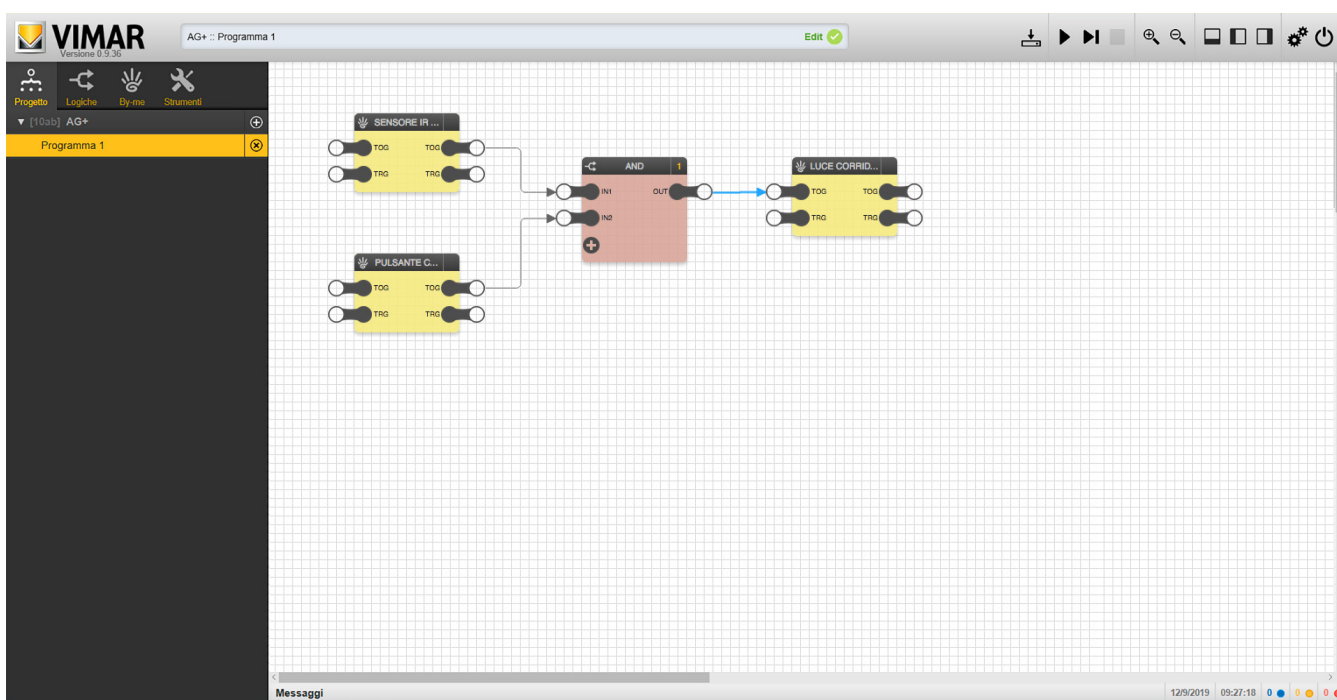 VIMAR
Versione 0.9.36
AG+ :: Programma 1
Edit
Progetto
Logiche
By-me
Strumenti
[10ab] AG+
Programma 1
SENSORE IR ...
TOG TOG
TRG TRG
PULSANTE C...
TOG TOG
TRG TRG
AND 1
IN1 OUT
IN2
LUCE CORRID...
TOG TOG
TRG TRG
Messaggi
12/9/2019 09:27:18 0 0 0